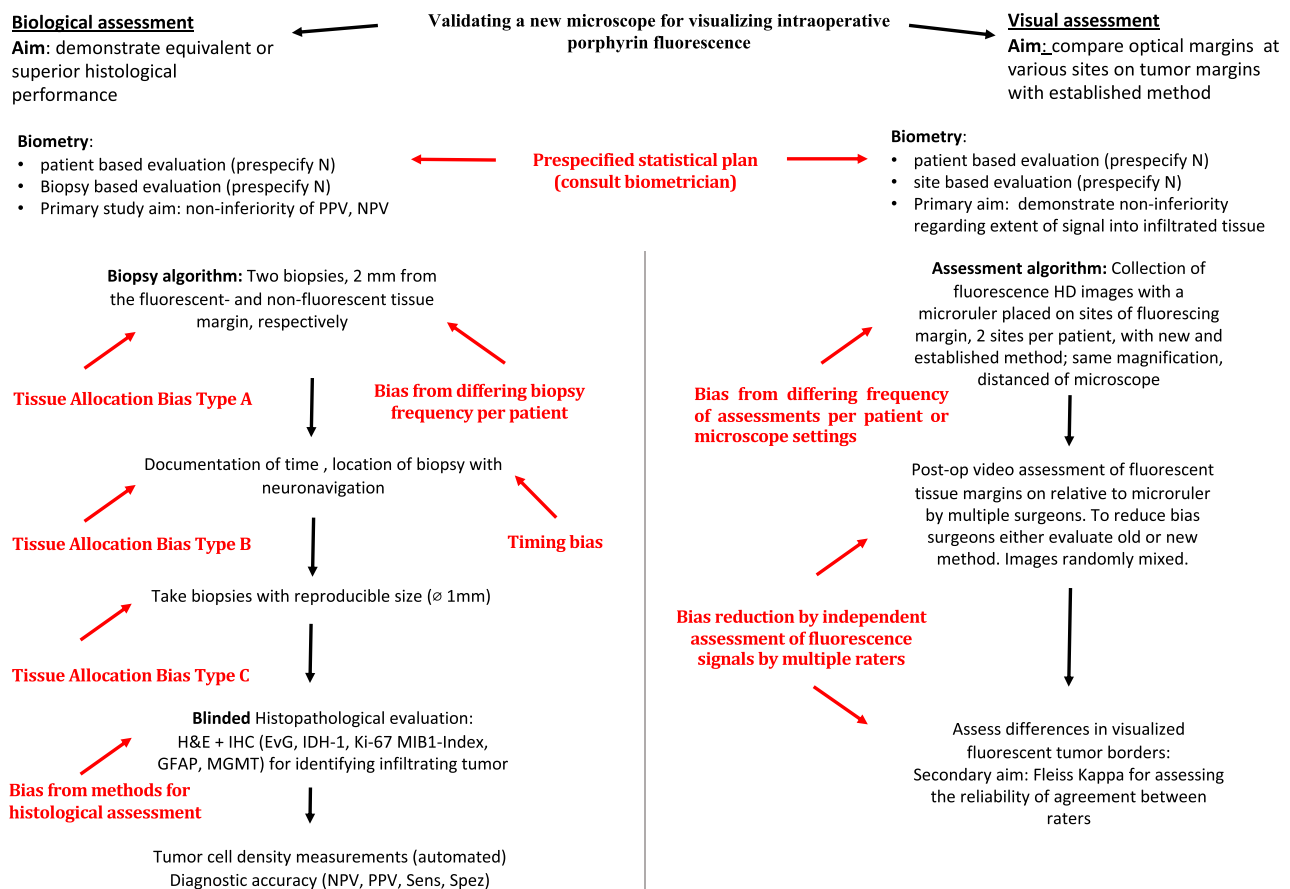 Validating a new microscope for visualizing intraoperative
porphyrin fluorescence
Biological assessment
Aim: demonstrate equivalent or
superior histological
performance
Visual assessment
Aim: compare optical margins at
various sites on tumor margins
with established method
Biometry:
• patient based evaluation (prespecify N)
• Biopsy based evaluation (prespecify N)
• Primary study aim: non-inferiority of PPV, NPV
Prespecified statistical plan
(consult biometrician)
Biometry:
• patient based evaluation (prespecify N)
• site based evaluation (prespecify N)
• Primary aim: demonstrate non-inferiority
regarding extent of signal into infiltrated tissue
Biopsy algorithm: Two biopsies, 2 mm from
the fluorescent- and non-fluorescent tissue
margin, respectively
Tissue Allocation Bias Type A
Bias from differing biopsy
frequency per patient
Documentation of time , location of biopsy with
neuronavigation
Tissue Allocation Bias Type B
Timing bias
Take biopsies with reproducible size (⌀ 1mm)
Tissue Allocation Bias Type C
Blinded Histopathological evaluation:
H&E + IHC (EvG, IDH-1, Ki-67 MIB1-Index,
GFAP, MGMT) for identifying infiltrating tumor
Bias from methods for
histological assessment
Tumor cell density measurements (automated)
Diagnostic accuracy (NPV, PPV, Sens, Spez)
Assessment algorithm: Collection of
fluorescence HD images with a
microruler placed on sites of fluorescing
margin, 2 sites per patient, with new and
established method; same magnification,
distanced of microscope
Bias from differing frequency
of assessments per patient or
microscope settings
Post-op video assessment of fluorescent
tissue margins on relative to microruler
by multiple surgeons. To reduce bias
surgeons either evaluate old or new
method. Images randomly mixed.
Bias reduction by independent
assessment of fluorescence
signals by multiple raters
Assess differences in visualized
fluorescent tumor borders:
Secondary aim: Fleiss Kappa for assessing
the reliability of agreement between
raters